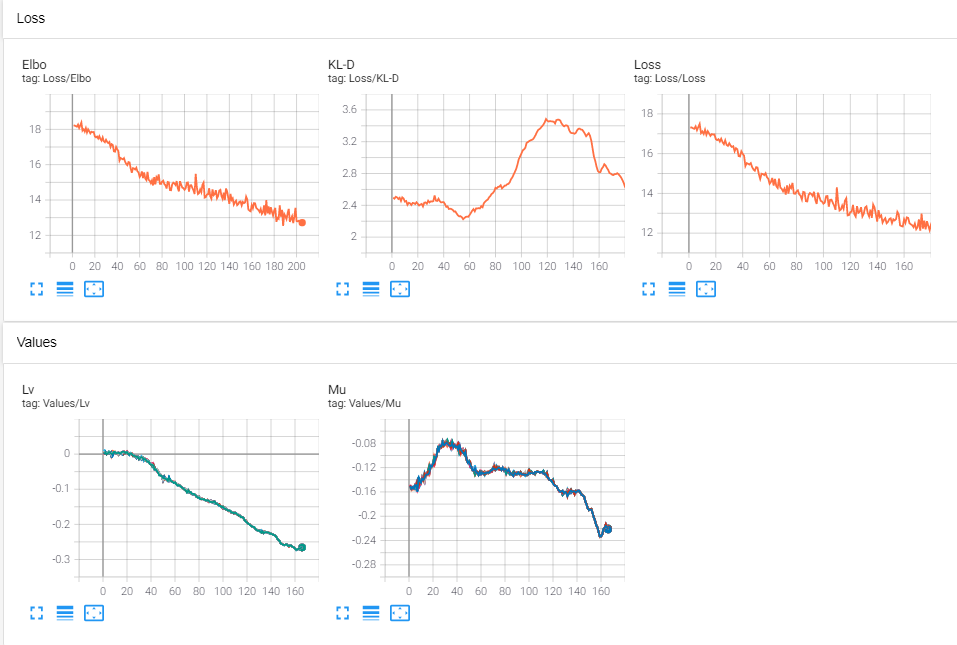 Loss
Elbo
tag: Loss/Elbo
18
16
14
12
0 20 40 60 80 100 120 140 160 180 200
KL-D
tag: Loss/KL-D
3.6
3.2
2.8
2.4
2
0 20 40 60 80 100 120 140 160
Loss
tag: Loss/Loss
18
16
14
12
0 20 40 60 80 100 120 140 160
Values
Lv
tag: Values/Lv
0
-0.1
-0.2
-0.3
0 20 40 60 80 100 120 140 160
Mu
tag: Values/Mu
-0.08
-0.12
-0.16
-0.2
-0.24
-0.28
0 20 40 60 80 100 120 140 160